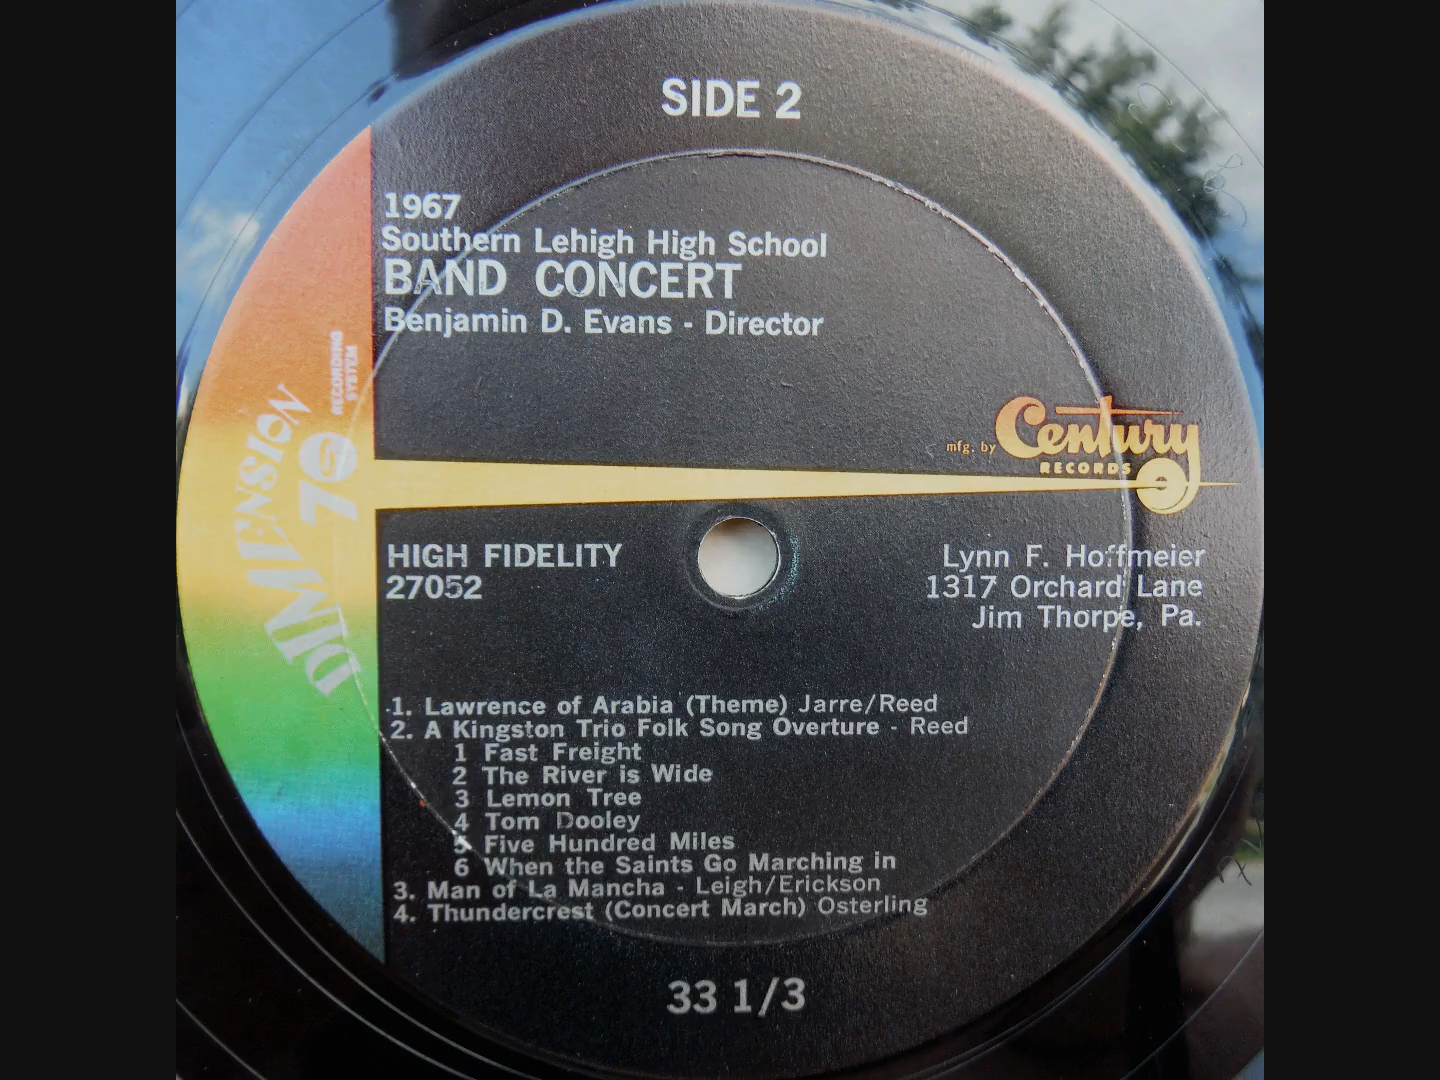 SIDE 2
1967
Southern Lehigh High School
BAND CONCERT
Benjamin D. Evans - Director
DIMENSION
70
RECORDING
SYSTEM
mfg. by Century
RECORDS
HIGH FIDELITY
27052
Lynn F. Hoffmeier
1317 Orchard Lane
Jim Thorpe, Pa.
1. Lawrence of Arabia (Theme) Jarre/Reed
2. A Kingston Trio Folk Song Overture - Reed
1 Fast Freight
2 The River is Wide
3 Lemon Tree
4 Tom Dooley
5 Five Hundred Miles
6 When the Saints Go Marching in
3. Man of La Mancha - Leigh/Erickson
4. Thundercrest (Concert March) Osterling
33 1/3